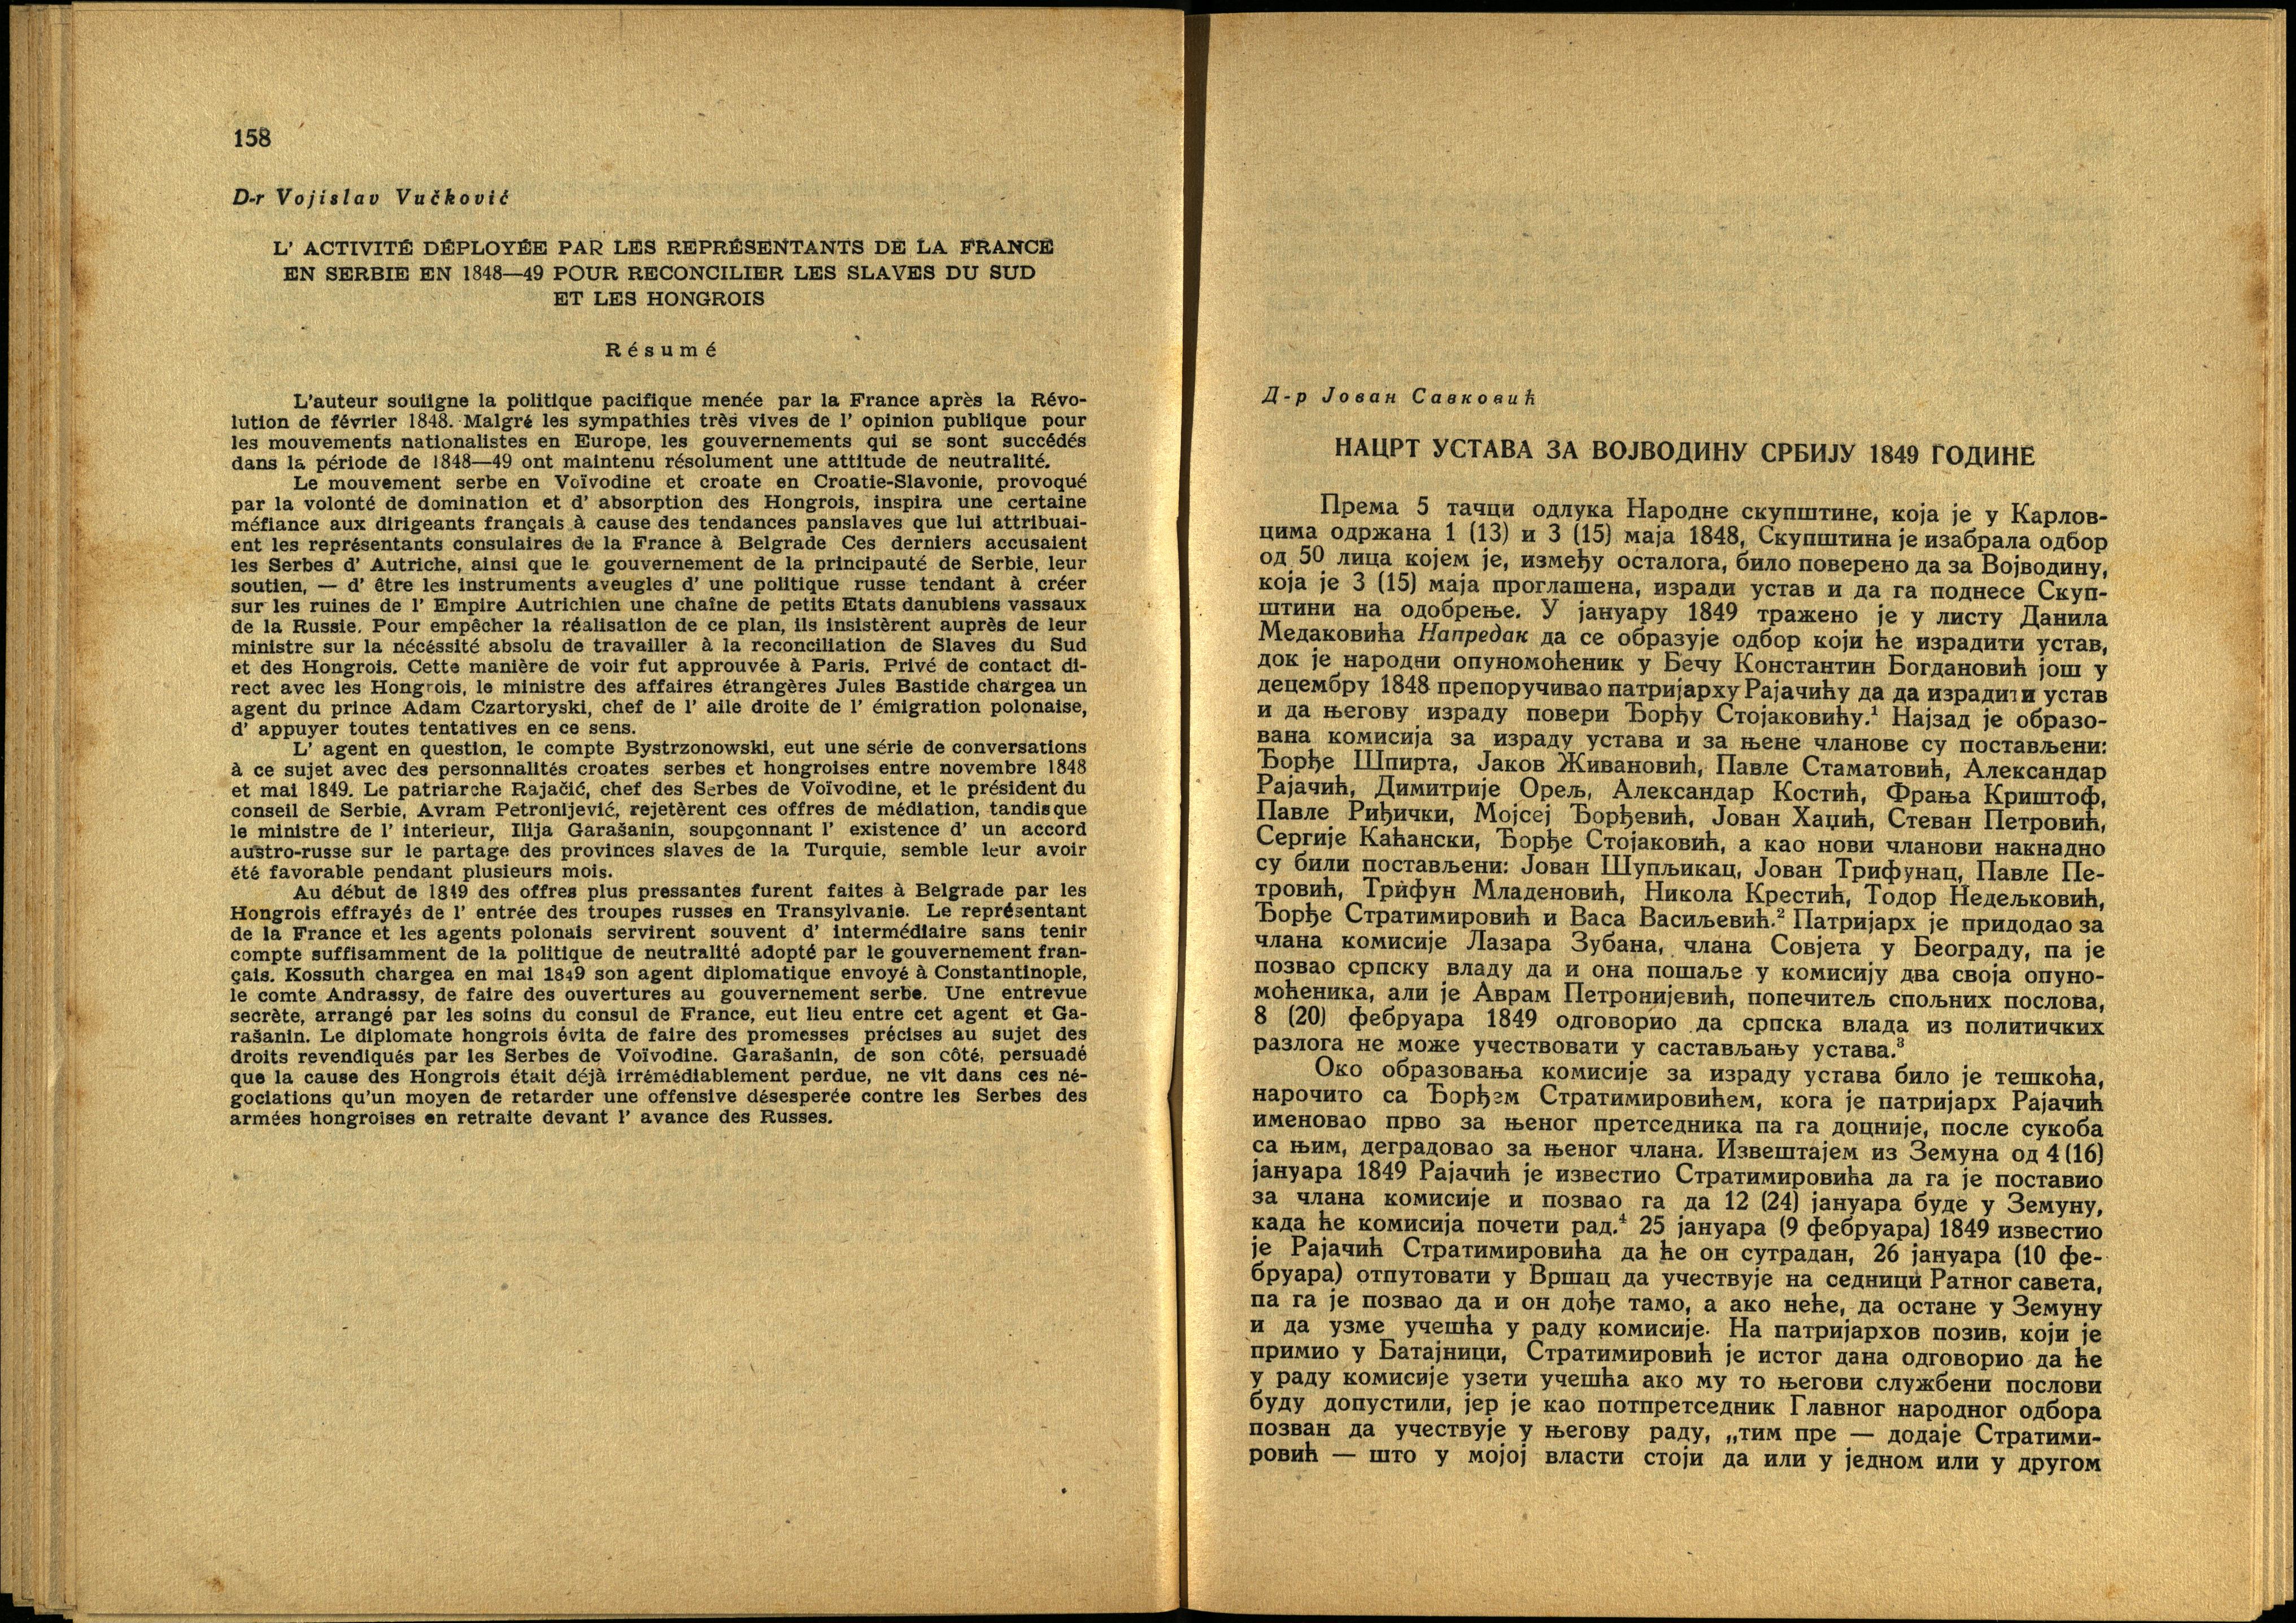 158
D-r Vojislav Vučković
L' ACTIVITÉ DÉPLOYÉE PAR LES REPRÉSENTANTS DE LA FRANCE
EN SERBIE EN 1848—49 POUR RECONCILIER LES SLAVES DU SUD
ET LES HONGROIS
Résumé
L'auteur souligne la politique pacifique menée par la France après la Révo-
lution de février 1848. Malgré les sympathies très vives de l' opinion publique pour
les mouvements nationalistes en Europe, les gouvernements qui se sont succédés
dans la période de 1848—49 ont maintenu résolument une attitude de neutralité.
Le mouvement serbe en Voïvodine et croate en Croatie-Slavonie, provoqué
par la volonté de domination et d' absorption des Hongrois, inspira une certaine
méfiance aux dirigeants français à cause des tendances panslaves que lui attribuai-
ent les représentants consulaires de la France à Belgrade Ces derniers accusaient
les Serbes d' Autriche, ainsi que le gouvernement de la principauté de Serbie, leur
soutien, — d' être les instruments aveugles d' une politique russe tendant à créer
sur les ruines de l' Empire Autrichien une chaîne de petits Etats danubiens vassaux
de la Russie. Pour empêcher la réalisation de ce plan, ils insistèrent auprès de leur
ministre sur la nécéssité absolu de travailler à la reconciliation de Slaves du Sud
et des Hongrois. Cette manière de voir fut approuvée à Paris. Privé de contact di-
rect avec les Hongrois, le ministre des affaires étrangères Jules Bastide chargea un
agent du prince Adam Czartoryski, chef de l' aile droite de l' émigration polonaise,
d' appuyer toutes tentatives en ce sens.
L' agent en question, le compte Bystrzonowski, eut une série de conversations
à ce sujet avec des personnalités croates serbes et hongroises entre novembre 1848
et mai 1849. Le patriarche Rajačić, chef des Serbes de Voïvodine, et le président du
conseil de Serbie, Avram Petronijević, rejetèrent ces offres de médiation, tandisque
le ministre de l' interieur, Ilija Garašanin, soupçonnant l' existence d' un accord
austro-russe sur le partage des provinces slaves de la Turquie, semble leur avoir
été favorable pendant plusieurs mois.
Au début de 1849 des offres plus pressantes furent faites à Belgrade par les
Hongrois effrayés de l' entrée des troupes russes en Transylvanie. Le représentant
de la France et les agents polonais servirent souvent d' intermédiaire sans tenir
compte suffisamment de la politique de neutralité adopté par le gouvernement fran-
çais. Kossuth chargea en mai 1849 son agent diplomatique envoyé à Constantinople,
le comte Andrassy, de faire des ouvertures au gouvernement serbe. Une entrevue
secrète, arrangé par les soins du consul de France, eut lieu entre cet agent et Ga-
rašanin. Le diplomate hongrois évita de faire des promesses précises au sujet des
droits revendiqués par les Serbes de Voïvodine. Garašanin, de son côté, persuadé
que la cause des Hongrois était déjà irrémédiablement perdue, ne vit dans ces né-
gociations qu'un moyen de retarder une offensive désesperée contre les Serbes des
armées hongroises en retraite devant l' avance des Russes.
Д-р Јован Савковић
НАЦРТ УСТАВА ЗА ВОЈВОДИНУ СРБИЈУ 1849 ГОДИНЕ
Према 5 тачци одлука Народне скупштине, која је у Карлов-
цима одржана 1 (13) и 3 (15) маја 1848, Скупштина је изабрала одбор
од 50 лица којем је, између осталога, било поверено да за Војводину,
која је 3 (15) маја проглашена, изради устав и да га поднесе Скуп-
штини на одобрење. У јануару 1849 тражено је у листу Данила
Медаковића Напредак да се образује одбор који ће израдити устав,
док је народни опуномоћеник у Бечу Константин Богдановић још у
децембру 1848 препоручивао патријарху Рајачићу да да израдити устав
и да његову израду повери Ђорђу Стојаковићу.¹ Најзад је образо-
вана комисија за израду устава и за њене чланове су постављени:
Ђорђе Шпирта, Јаков Живановић, Павле Стаматовић, Александар
Рајачић, Димитрије Орељ, Александар Костић, Фрања Криштоф,
Павле Риђички, Мојсеј Ђорђевић, Јован Хаџић, Стеван Петровић,
Сергије Каћански, Ђорђе Стојаковић, а као нови чланови накнадно
су били постављени: Јован Шупљикац, Јован Трифунац, Павле Пе-
тровић, Трифун Младеновић, Никола Крестић, Тодор Недељковић,
Ђорђе Стратимировић и Васа Васиљевић.² Патријарх је придодао за
члана комисије Лазара Зубана, члана Совјета у Београду, па је
позвао српску владу да и она пошаље у комисију два своја опуно-
моћеника, али је Аврам Петронијевић, попечитељ спољних послова,
8 (20) фебруара 1849 одговорио да српска влада из политичких
разлога не може учествовати у састављању устава.³
Око образовања комисије за израду устава било је тешкоћа,
нарочито са Ђорђем Стратимировићем, кога је патријарх Рајачић
именовао прво за њеног претседника па га доцније, после сукоба
са њим, деградовао за њеног члана. Извештајем из Земуна од 4 (16)
јануара 1849 Рајачић је известио Стратимировића да га је поставио
за члана комисије и позвао га да 12 (24) јануара буде у Земуну,
када ће комисија почети рад.⁴ 25 јануара (9 фебруара) 1849 известио
је Рајачић Стратимировића да ће он сутрадан, 26 јануара (10 фе-
бруара) отпутовати у Вршац да учествује на седници Ратног савета,
па га је позвао да и он дође тамо, а ако неће, да остане у Земуну
и да узме учешћа у раду комисије. На патријархов позив, који је
примио у Батајници, Стратимировић је истог дана одговорио да ће
у раду комисије узети учешћа ако му то његови службени послови
буду допустили, јер је као потпретседник Главног народног одбора
позван да учествује у његову раду, „тим пре — додаје Стратими-
ровић — што у мојој власти стоји да или у једном или у другом